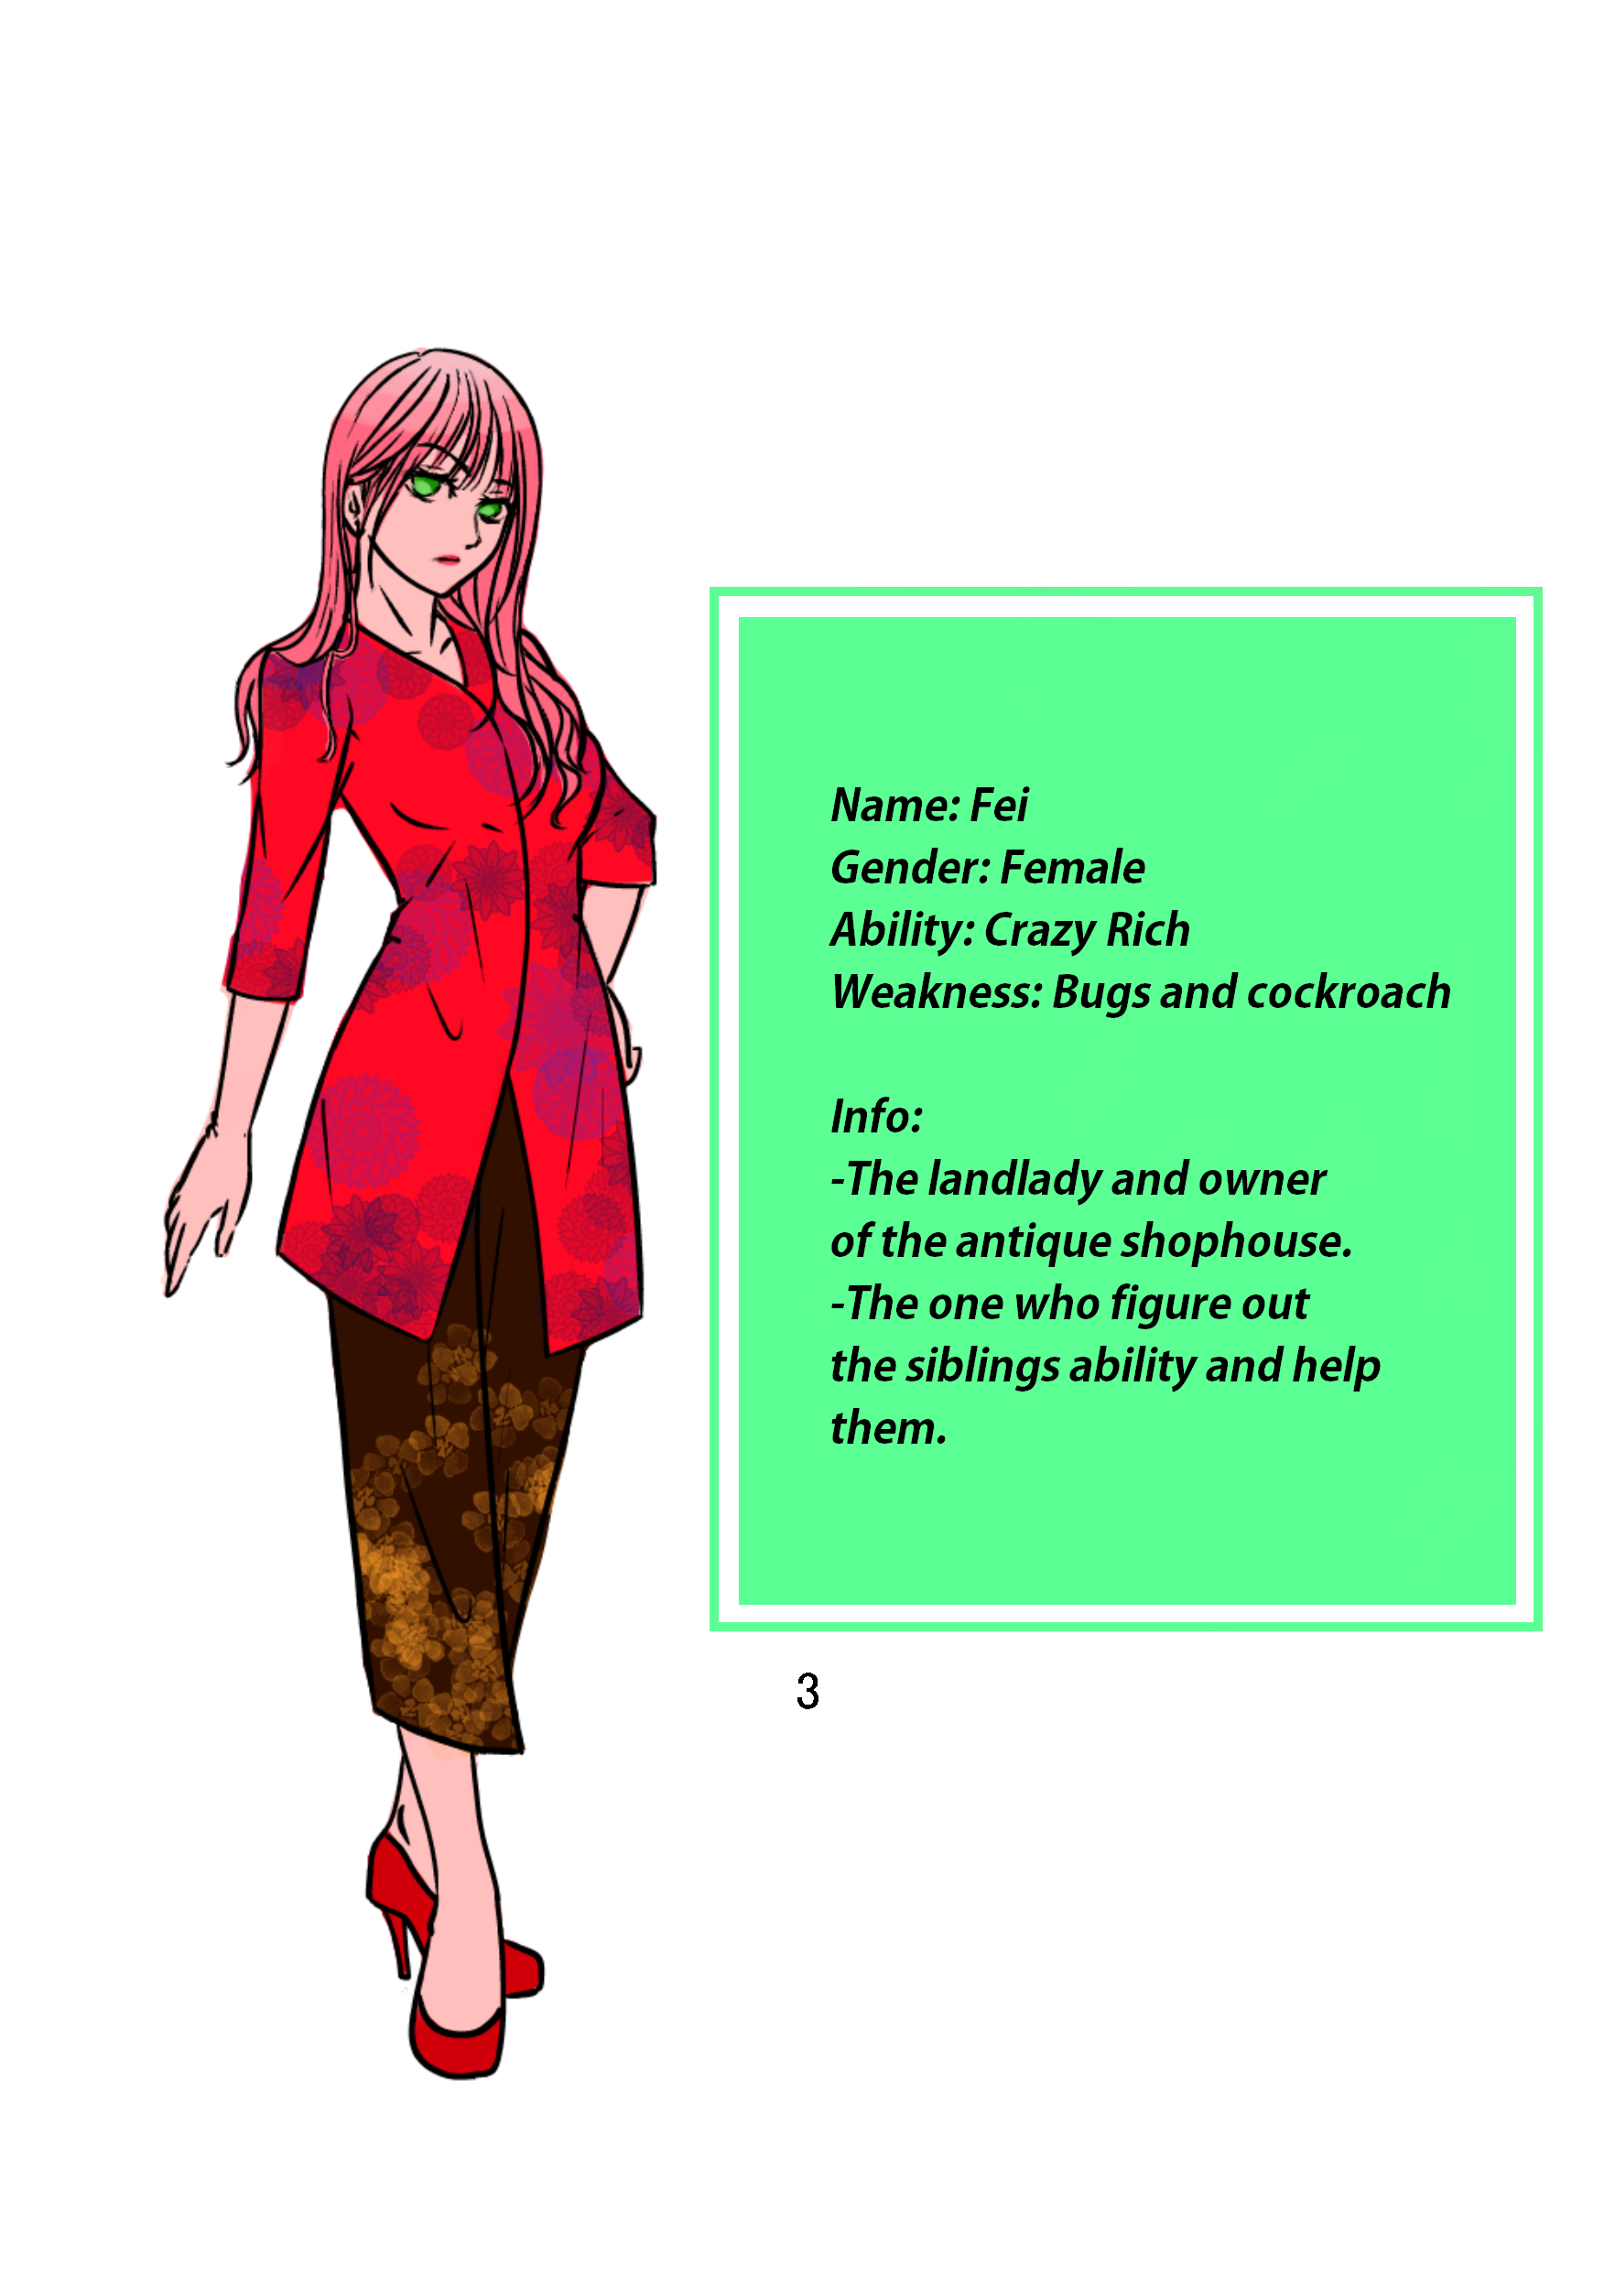 Name: Fei
Gender: Female
Ability: Crazy Rich
Weakness: Bugs and cockroach
Info:
-The landlady and owner
of the antique shophouse.
-The one who figure out
the siblings ability and help
them.
3